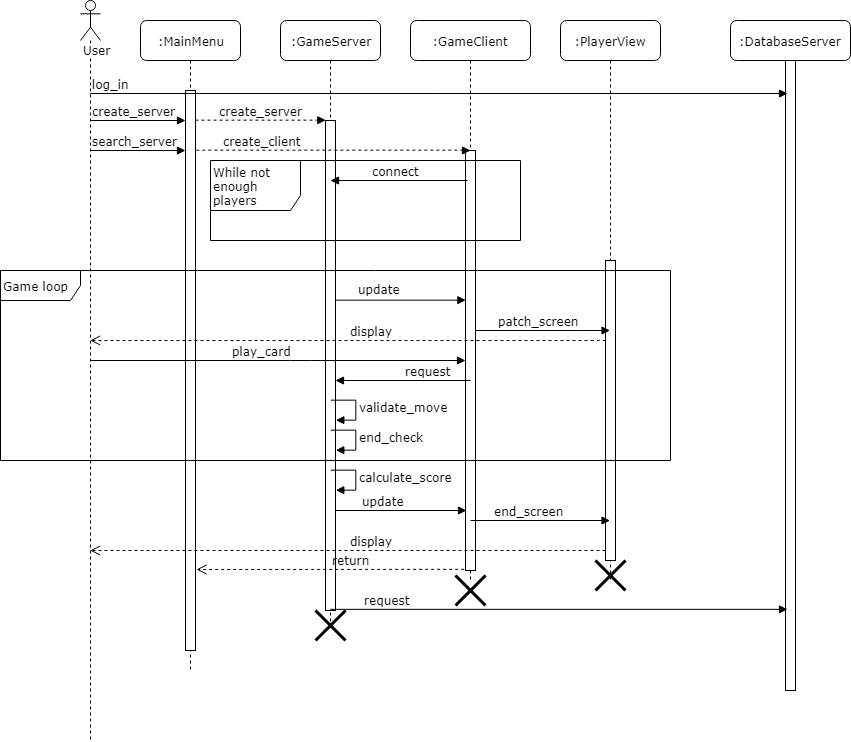 User
:MainMenu
:GameServer
:GameClient
:PlayerView
:DatabaseServer
log_in
create_server
create_server
search_server
create_client
While not
enough
players
connect
Game loop
update
patch_screen
display
play_card
request
validate_move
end_check
calculate_score
update
end_screen
display
return
request